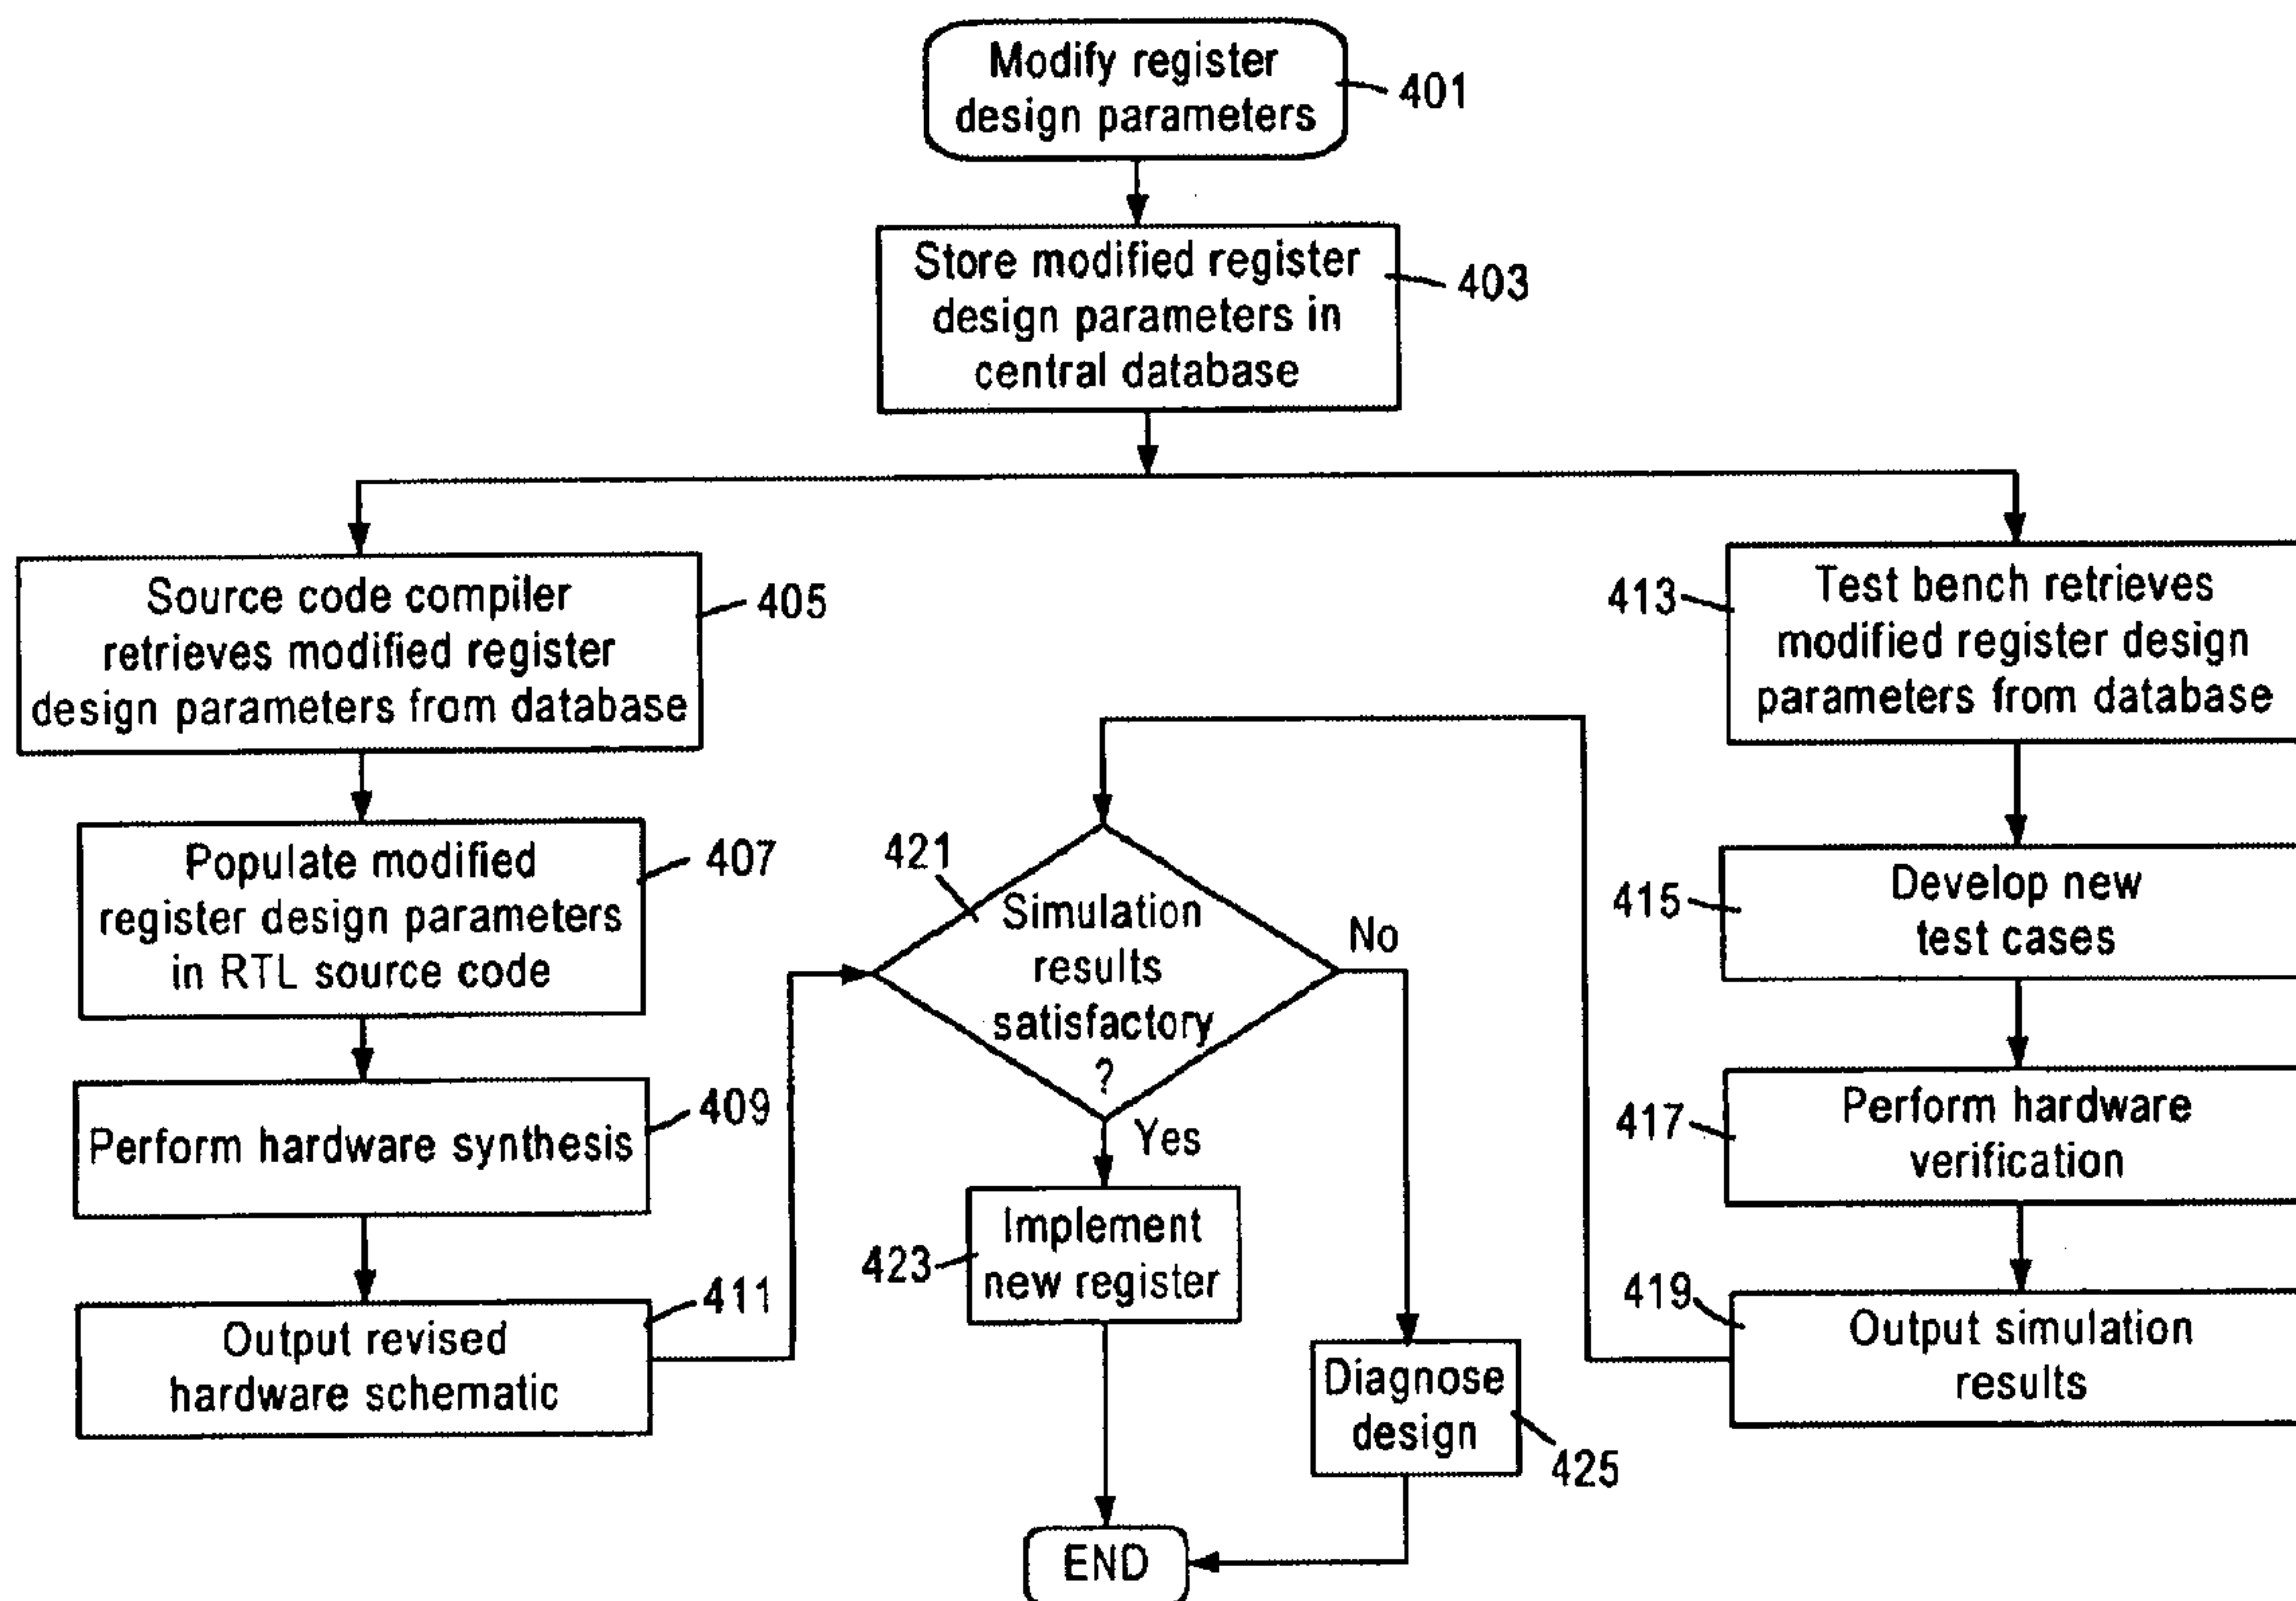 Modify register
design parameters
401
Store modified register
design parameters in
central database
403
Source code compiler
retrieves modified register
design parameters from database
405
Populate modified
register design parameters
in RTL source code
407
Perform hardware synthesis
409
Output revised
hardware schematic
411
413
Test bench retrieves
modified register design
parameters from database
415
Develop new
test cases
417
Perform hardware
verification
419
Output simulation
results
421
Simulation
results
satisfactory
?
No
Yes
423
Implement
new register
Diagnose
design
425
END